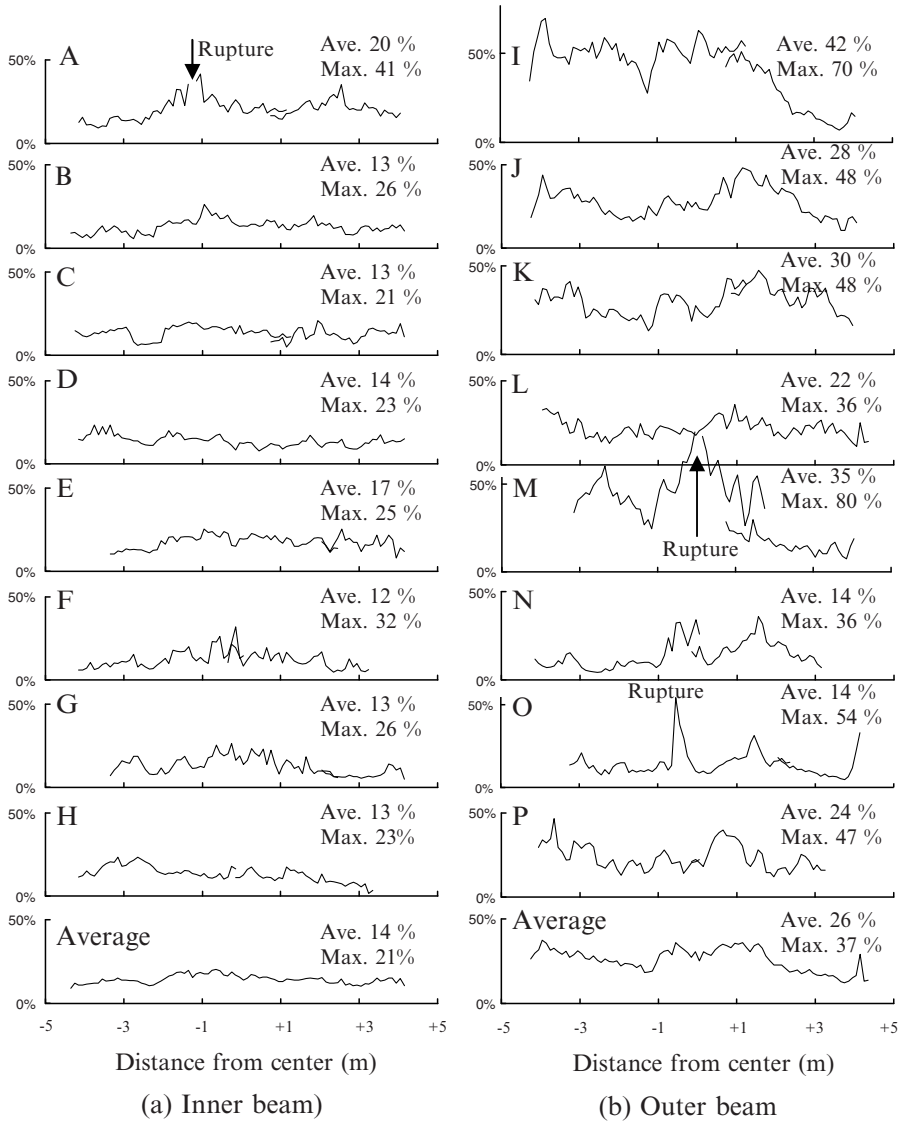 A
Rupture
Ave. 20 %
Max. 41 %
50%
0%
B
Ave. 13 %
Max. 26 %
50%
0%
C
Ave. 13 %
Max. 21 %
50%
0%
D
Ave. 14 %
Max. 23 %
50%
0%
E
Ave. 17 %
Max. 25 %
50%
0%
F
Ave. 12 %
Max. 32 %
50%
0%
G
Ave. 13 %
Max. 26 %
50%
0%
H
Ave. 13 %
Max. 23%
50%
0%
Average
Ave. 14 %
Max. 21%
50%
0%
-5 -3 -1 +1 +3 +5
Distance from center (m)
(a) Inner beam)
I
Ave. 42 %
Max. 70 %
50%
0%
J
Ave. 28 %
Max. 48 %
50%
0%
K
Ave. 30 %
Max. 48 %
50%
0%
L
Ave. 22 %
Max. 36 %
50%
0%
M
Ave. 35 %
Max. 80 %
50%
Rupture
0%
N
Ave. 14 %
Max. 36 %
50%
0%
Rupture
O
Ave. 14 %
Max. 54 %
50%
0%
P
Ave. 24 %
Max. 47 %
50%
0%
Average
Ave. 26 %
Max. 37 %
50%
0%
-5 -3 -1 +1 +3 +5
Distance from center (m)
(b) Outer beam